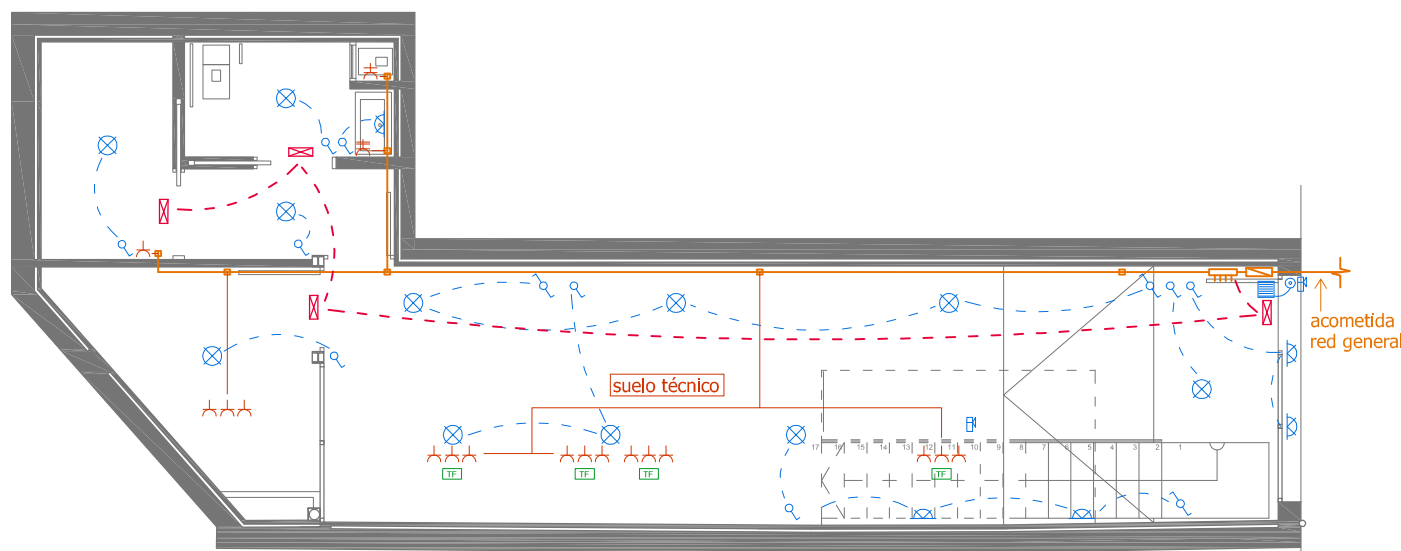 acometida
red general
suelo técnico
17 16 15 14 13 12 11 10 9 8 7 6 5 4 3 2 1
TF TF TF TF